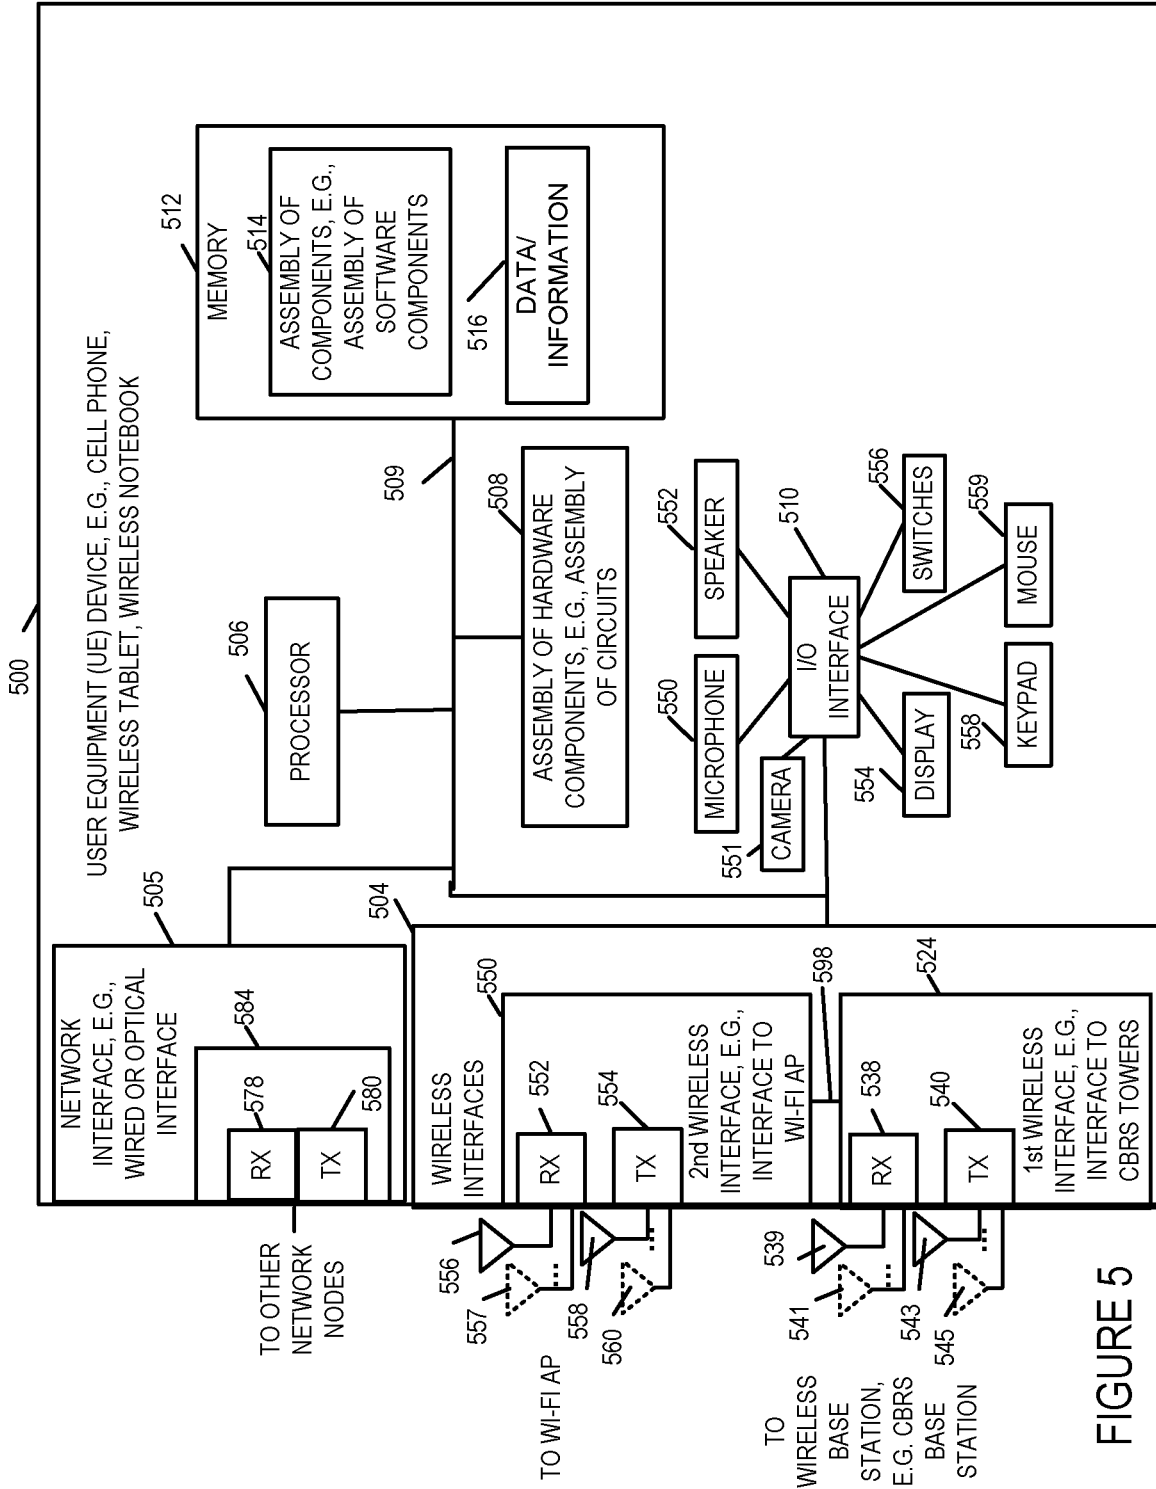 500
USER EQUIPMENT (UE) DEVICE, E.G., CELL PHONE,
WIRELESS TABLET, WIRELESS NOTEBOOK
505
NETWORK
INTERFACE, E.G.,
WIRED OR OPTICAL
INTERFACE
584
578
RX
580
TX
TO OTHER
NETWORK
NODES
506
PROCESSOR
512
MEMORY
514
ASSEMBLY OF
COMPONENTS, E.G.,
ASSEMBLY OF
SOFTWARE
COMPONENTS
516
DATA/
INFORMATION
509
508
ASSEMBLY OF HARDWARE
COMPONENTS, E.G., ASSEMBLY
OF CIRCUITS
504
WIRELESS
INTERFACES
550
552
RX
554
TX
2nd WIRELESS
INTERFACE, E.G.,
INTERFACE TO
WI-FI AP
556
557
558
560
TO WI-FI AP
598
524
538
RX
540
TX
1st WIRELESS
INTERFACE, E.G.,
INTERFACE TO
CBRS TOWERS
539
541
543
545
TO
WIRELESS
BASE
STATION,
E.G. CBRS
BASE
STATION
550
MICROPHONE
552
SPEAKER
551
CAMERA
510
I/O
INTERFACE
554
DISPLAY
556
SWITCHES
558
KEYPAD
559
MOUSE
FIGURE 5